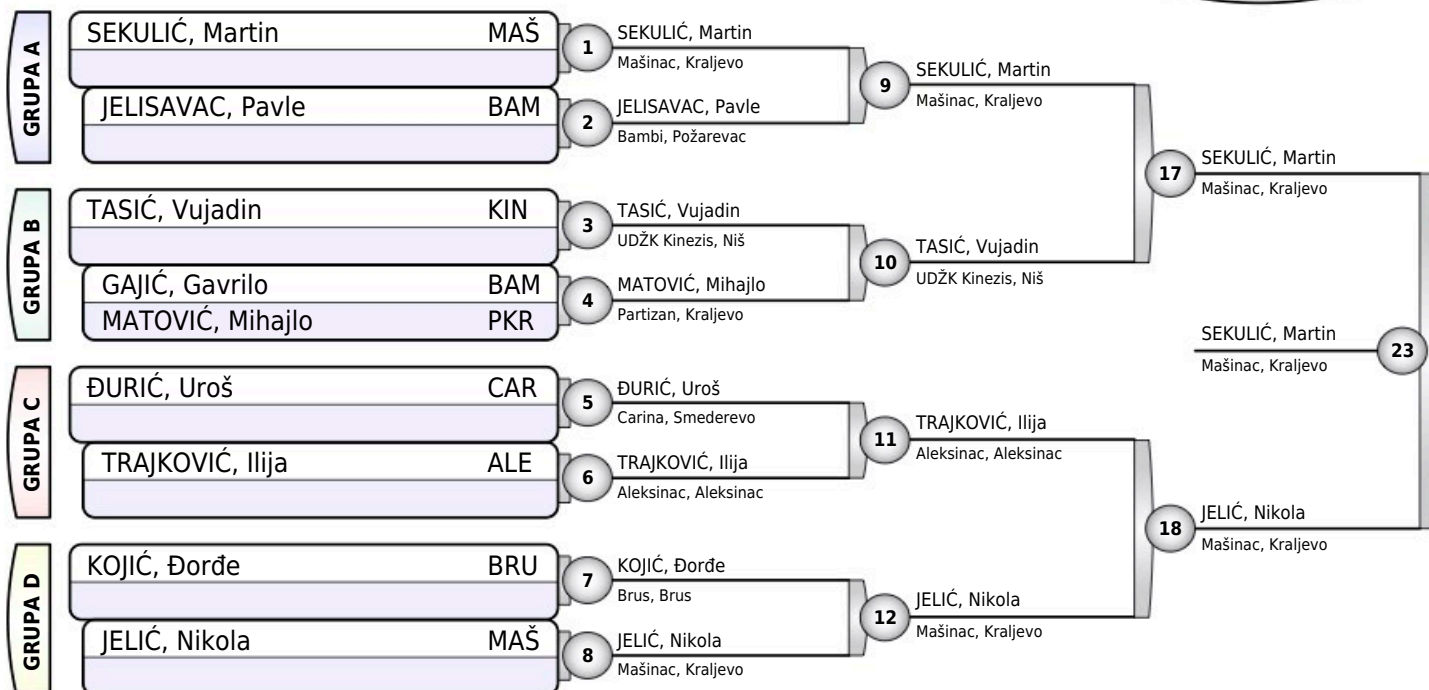 GRUPA A
SEKULIĆ, Martin MAŠ
JELISAVAC, Pavle BAM
1
SEKULIĆ, Martin
Mašinac, Kraljevo
2
JELISAVAC, Pavle
Bambi, Požarevac
9
SEKULIĆ, Martin
Mašinac, Kraljevo
GRUPA B
TASIĆ, Vujadin KIN
GAJIĆ, Gavrilo BAM
MATOVIĆ, Mihajlo PKR
3
TASIĆ, Vujadin
UDŽK Kinezis, Niš
4
MATOVIĆ, Mihajlo
Partizan, Kraljevo
10
TASIĆ, Vujadin
UDŽK Kinezis, Niš
17
SEKULIĆ, Martin
Mašinac, Kraljevo
GRUPA C
ĐURIĆ, Uroš CAR
TRAJKOVIĆ, Ilija ALE
5
ĐURIĆ, Uroš
Carina, Smederevo
6
TRAJKOVIĆ, Ilija
Aleksinac, Aleksinac
11
TRAJKOVIĆ, Ilija
Aleksinac, Aleksinac
GRUPA D
KOJIĆ, Đorđe BRU
JELIĆ, Nikola MAŠ
7
KOJIĆ, Đorđe
Brus, Brus
8
JELIĆ, Nikola
Mašinac, Kraljevo
12
JELIĆ, Nikola
Mašinac, Kraljevo
18
JELIĆ, Nikola
Mašinac, Kraljevo
SEKULIĆ, Martin
Mašinac, Kraljevo
23